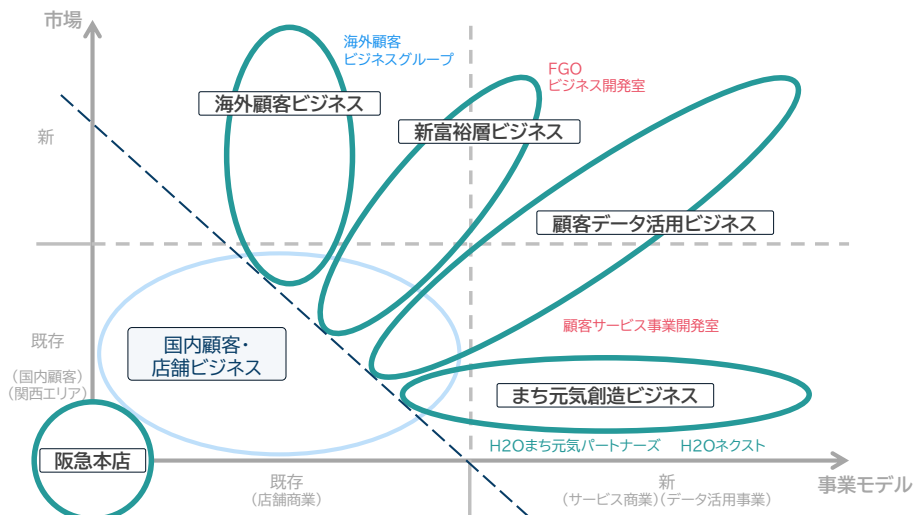 市場
海外顧客
ビジネスグループ
FGO
ビジネス開発室
海外顧客ビジネス
新富裕層ビジネス
新
顧客データ活用ビジネス
顧客サービス事業開発室
既存
(国内顧客)
(関西エリア)
国内顧客・
店舗ビジネス
まち元気創造ビジネス
H2Oまち元気パートナーズ H2Oネクスト
阪急本店
既存
(店舗商業)
新
(サービス商業)(データ活用事業)
事業モデル